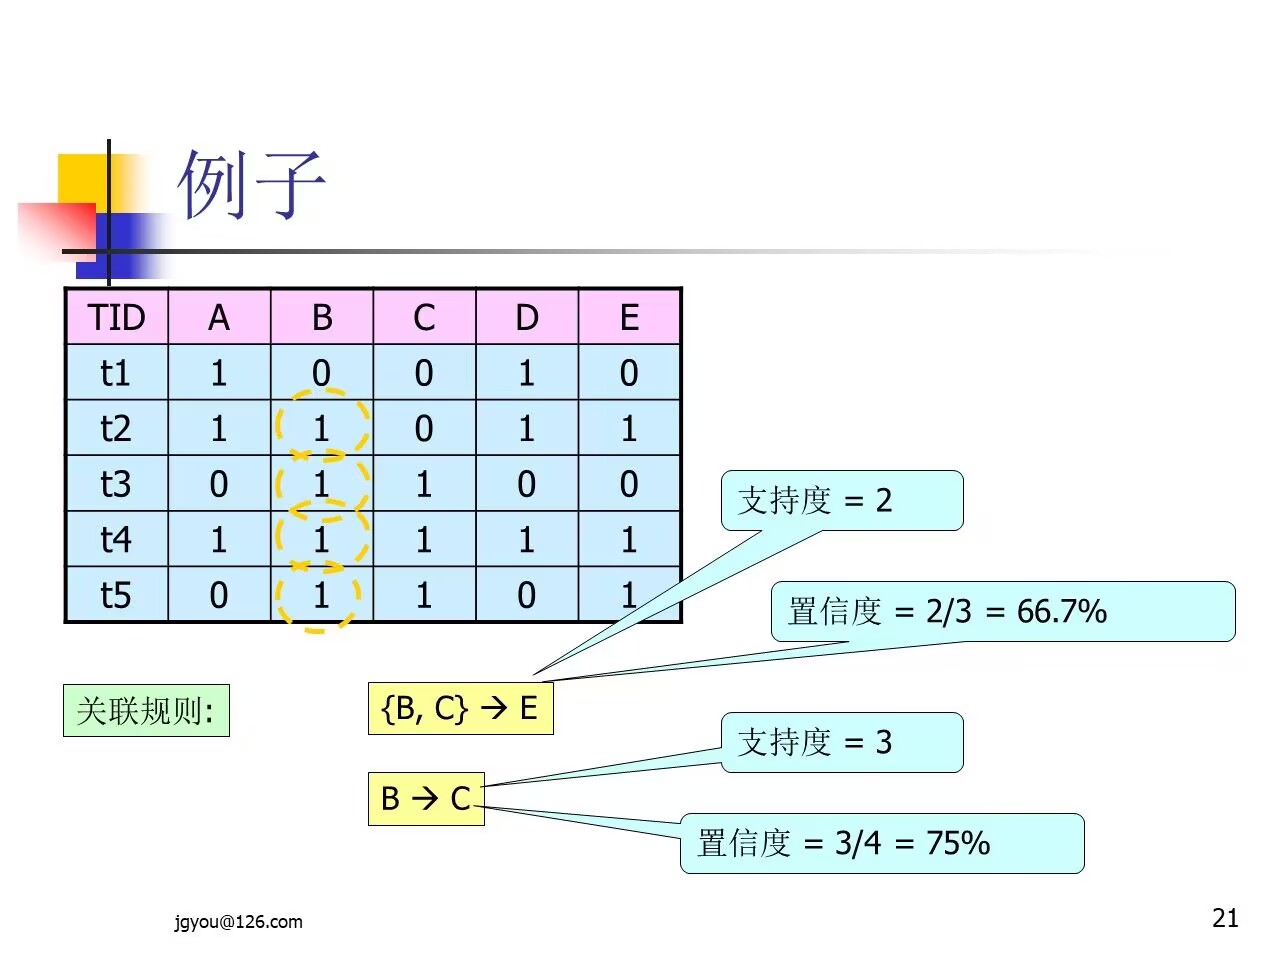 例子
TID A B C D E
t1 1 0 0 1 0
t2 1 1 0 1 1
t3 0 1 1 0 0
t4 1 1 1 1 1
t5 0 1 1 0 1
支持度 = 2
置信度 = 2/3 = 66.7%
关联规则:
{B, C} → E
支持度 = 3
B → C
置信度 = 3/4 = 75%
jgyou@126.com
21